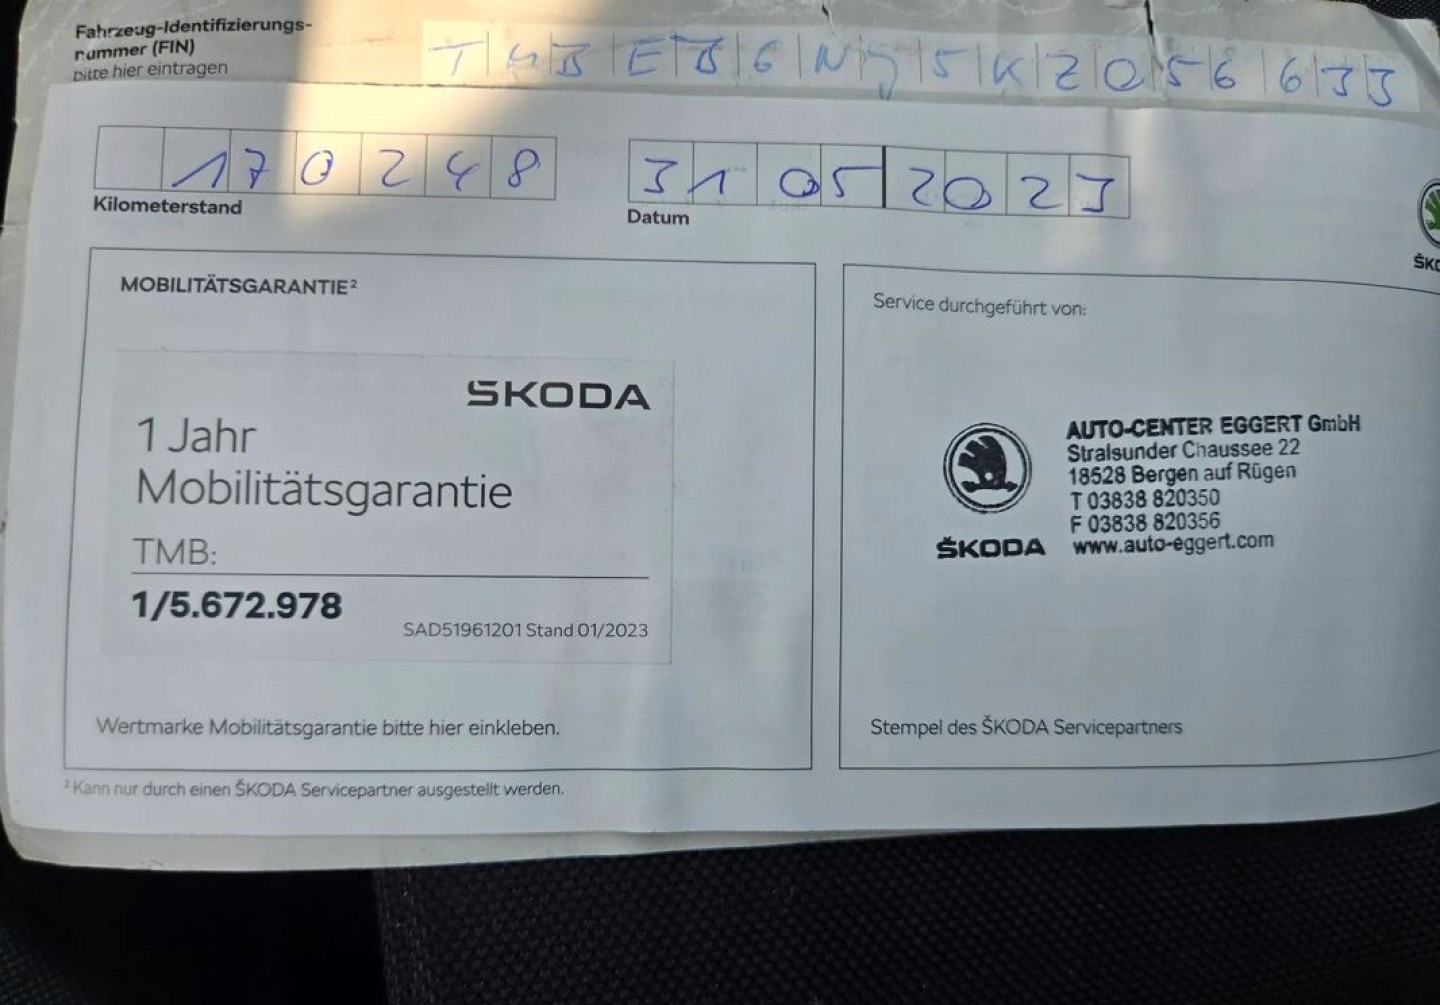 Fahrzeug-Identifizierungs-
nummer (FIN)
bitte hier eintragen
TMBEB6NJ5KZ056633
170248
Kilometerstand
31 05 2023
Datum
MOBILITÄTSGARANTIE²
ŠKODA
1 Jahr
Mobilitätsgarantie
TMB:
1/5.672.978
SAD51961201 Stand 01/2023
Wertmarke Mobilitätsgarantie bitte hier einkleben.
² Kann nur durch einen ŠKODA Servicepartner ausgestellt werden.
Service durchgeführt von:
AUTO-CENTER EGGERT GmbH
Stralsunder Chaussee 22
18528 Bergen auf Rügen
T 03838 820350
F 03838 820356
www.auto-eggert.com
ŠKODA
Stempel des ŠKODA Servicepartners